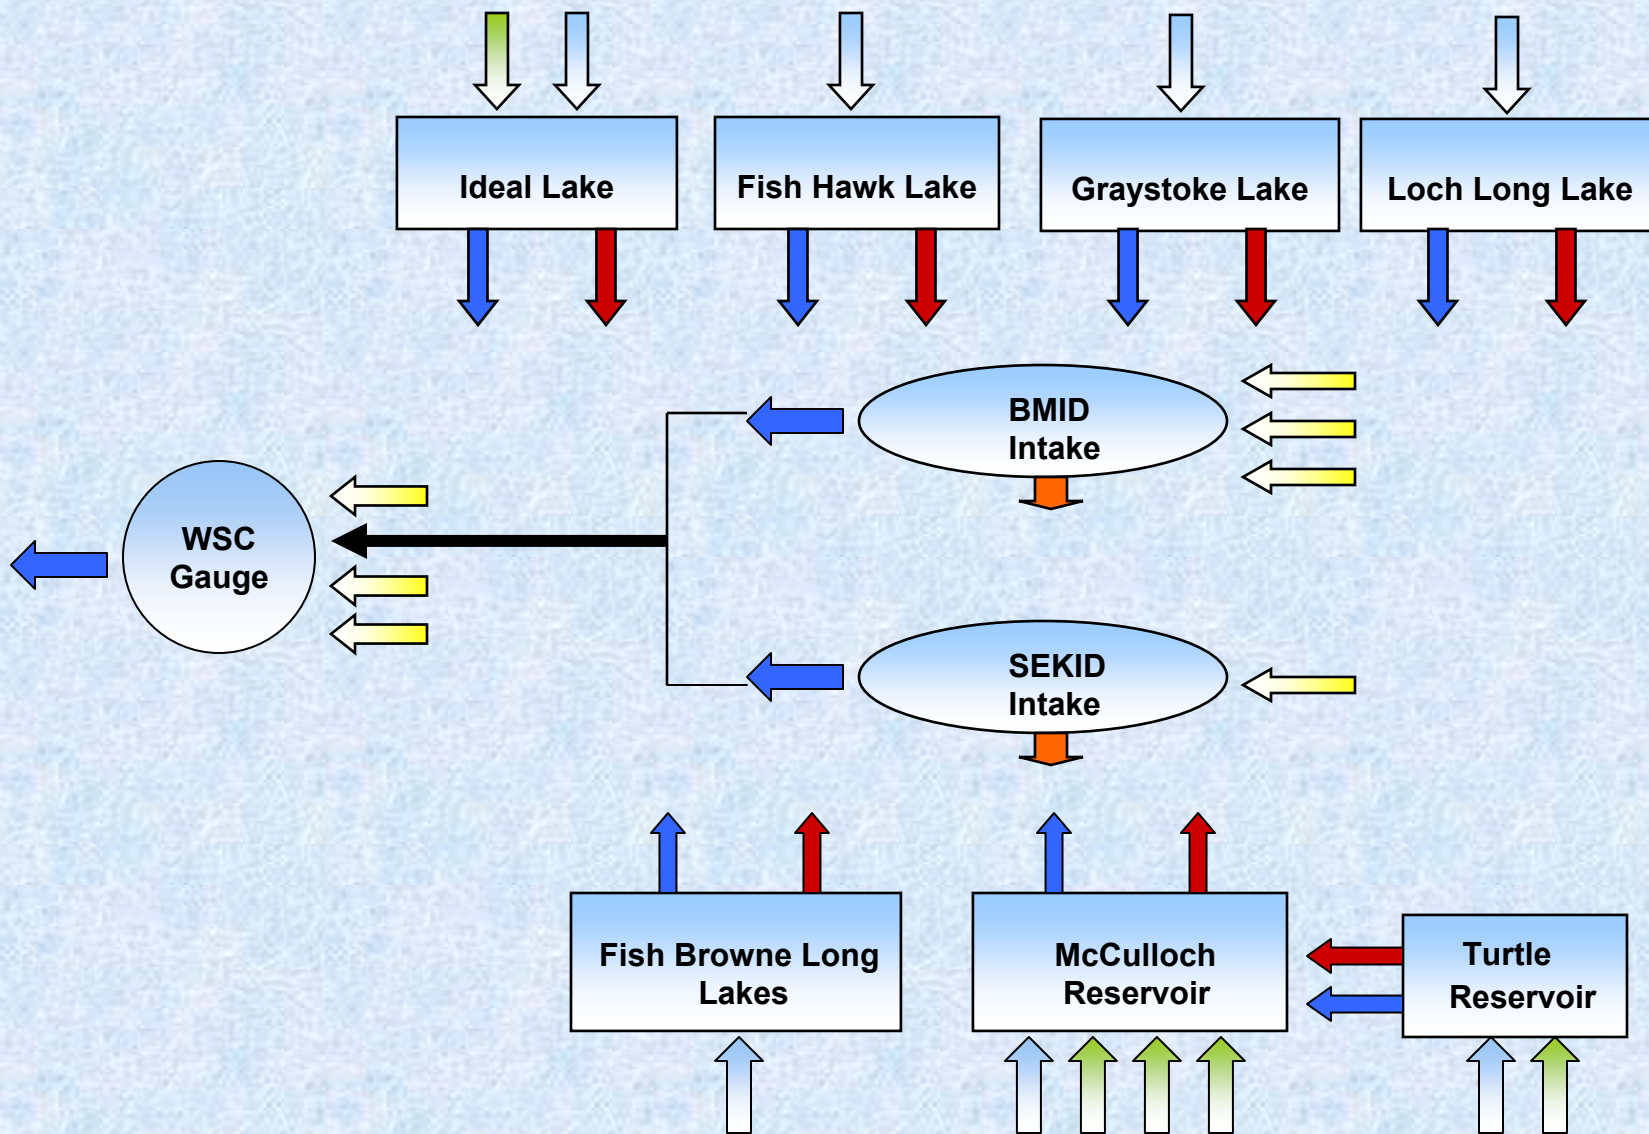 Ideal Lake
Fish Hawk Lake
Graystoke Lake
Loch Long Lake
BMID
Intake
WSC
Gauge
SEKID
Intake
Fish Browne Long
Lakes
McCulloch
Reservoir
Turtle
Reservoir